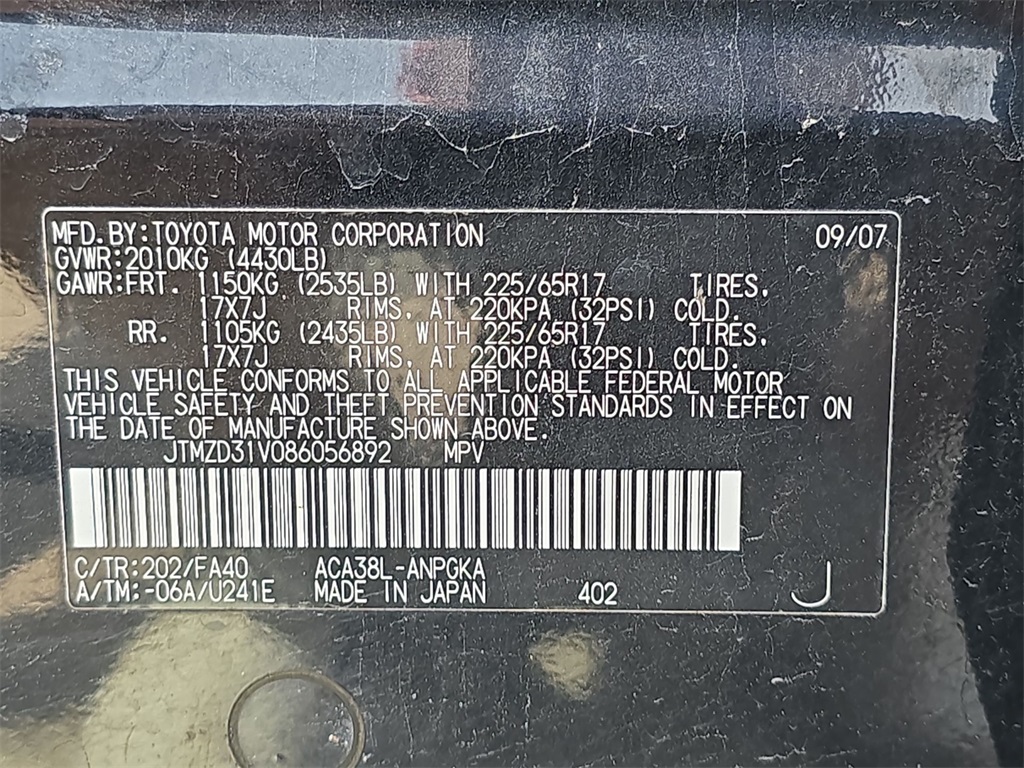 MFD.BY:TOYOTA MOTOR CORPORATION 09/07
GVWR:2010KG (4430LB)
GAWR:FRT. 1150KG (2535LB) WITH 225/65R17 TIRES,
17X7J RIMS, AT 220KPA (32PSI) COLD.
RR. 1105KG (2435LB) WITH 225/65R17 TIRES,
17X7J RIMS, AT 220KPA (32PSI) COLD.
THIS VEHICLE CONFORMS TO ALL APPLICABLE FEDERAL MOTOR
VEHICLE SAFETY AND THEFT PREVENTION STANDARDS IN EFFECT ON
THE DATE OF MANUFACTURE SHOWN ABOVE.
JTMZD31V086056892 MPV
C/TR:202/FA40 ACA38L-ANPGKA
A/TM:-06A/U241E MADE IN JAPAN 402 J